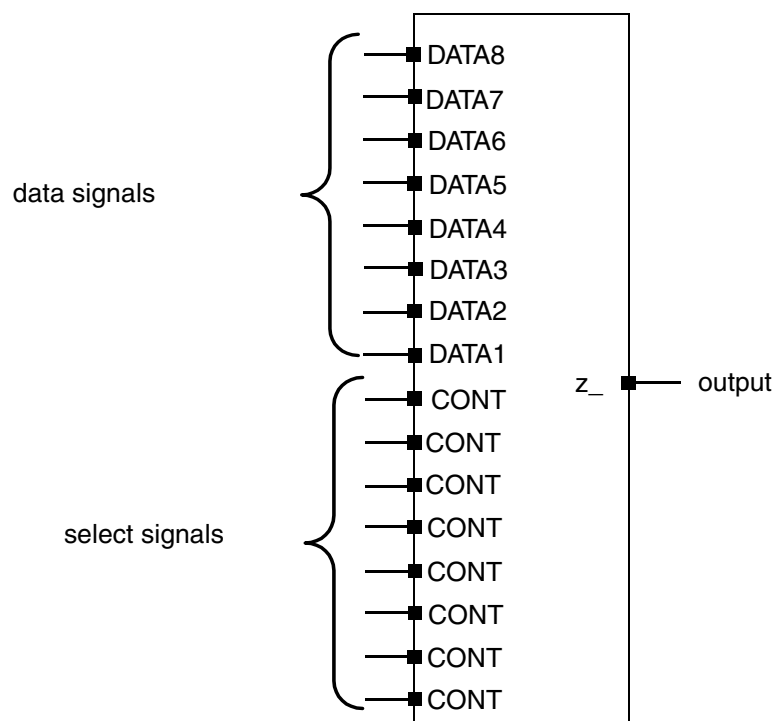 DATA8
DATA7
DATA6
data signals
DATA5
DATA4
DATA3
DATA2
DATA1
z_ output
CONT
CONT
CONT
CONT
select signals
CONT
CONT
CONT
CONT